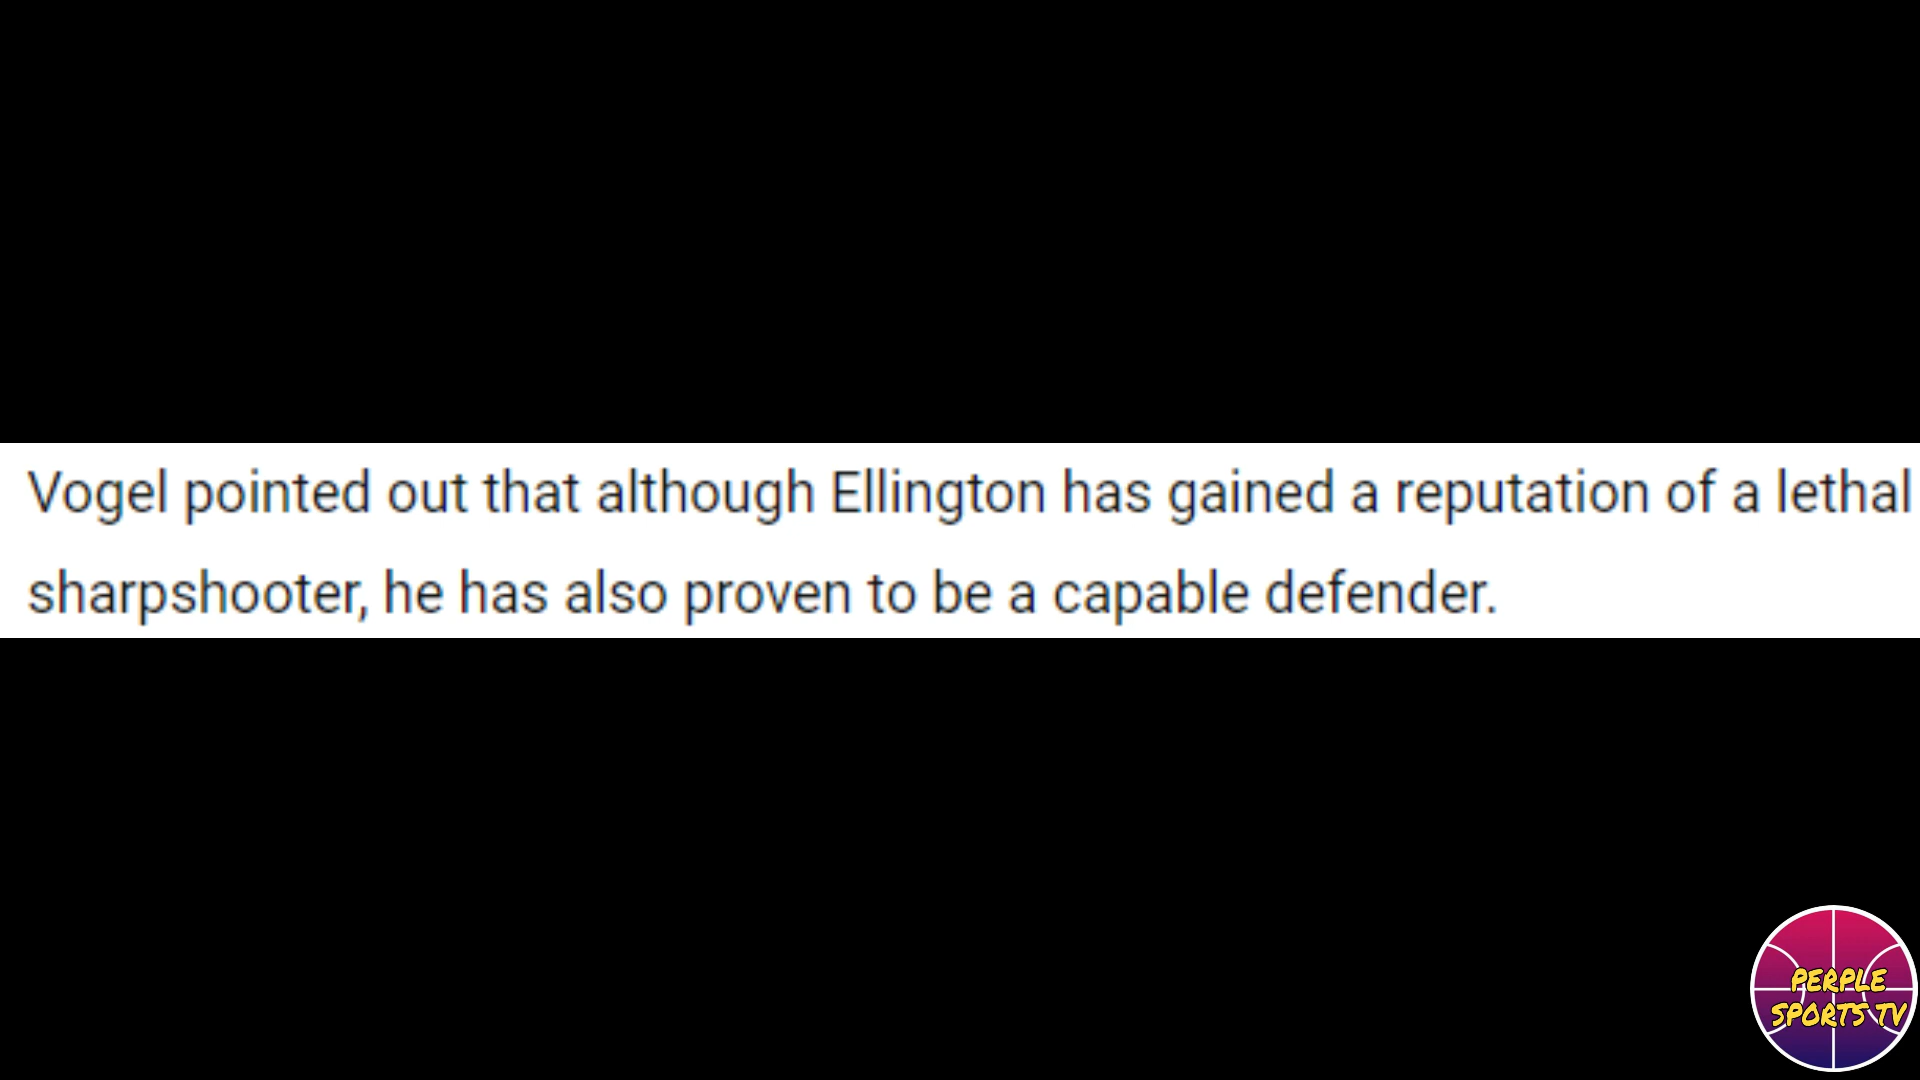 Vogel pointed out that although Ellington has gained a reputation of a lethal
sharpshooter, he has also proven to be a capable defender.
PERPLE
SPORTS TV